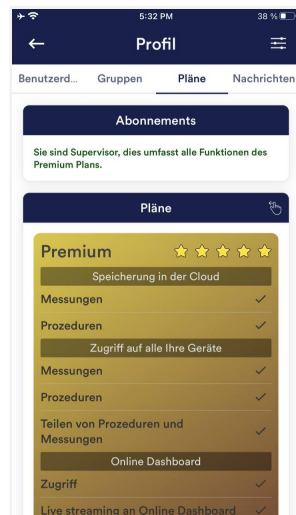 5:32 PM
38 %
Profil
Benutzerd... Gruppen Pläne Nachrichten
Abonnements
Sie sind Supervisor, dies umfasst alle Funktionen des
Premium Plans.
Pläne
Premium
Speicherung in der Cloud
Messungen
Prozeduren
Zugriff auf alle Ihre Geräte
Messungen
Prozeduren
Teilen von Prozeduren und
Messungen
Online Dashboard
Zugriff
Live streaming an Online Dashboard